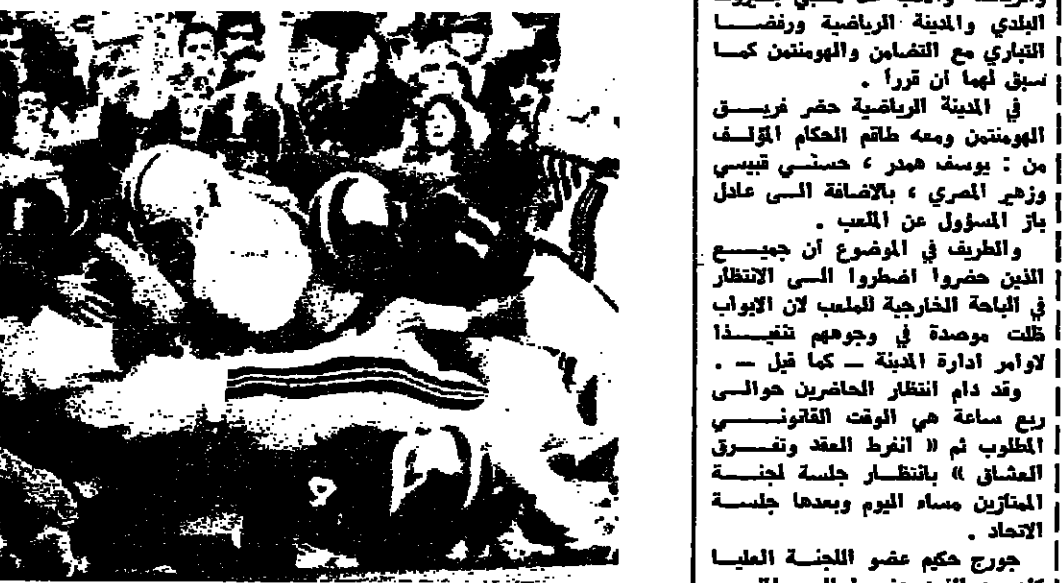 البلدي والمدينة الرياضية ورفضا
التباري مع التضامن والهومنتمن كما
سبق لهما ان قررا .
في المدينة الرياضية حضر فريق
الهومنتمن ومعه طاقم الحكام المؤلف
من : يوسف همدر ، حسني قبيسي
وزهير المصري ، بالاضافة الى عادل
باز المسؤول عن الملعب .
والطريف في الموضوع ان جميع
الذين حضروا اضطروا الى الانتظار
في الباحة الخارجية للملعب لان الابواب
ظلت موصدة في وجوههم تنفيذا
لاوامر ادارة المدينة — كما قيل — .
وقد دام انتظار الحاضرين حوالى
ربع ساعة هي الوقت القانوني
المطلوب ثم « انفرط العقد وتفرق
العشاق » بانتظار جلسة لجنة
الممتازين مساء اليوم وبعدها جلسة
الاتحاد .
جورج حكيم عضو اللجنة العليا